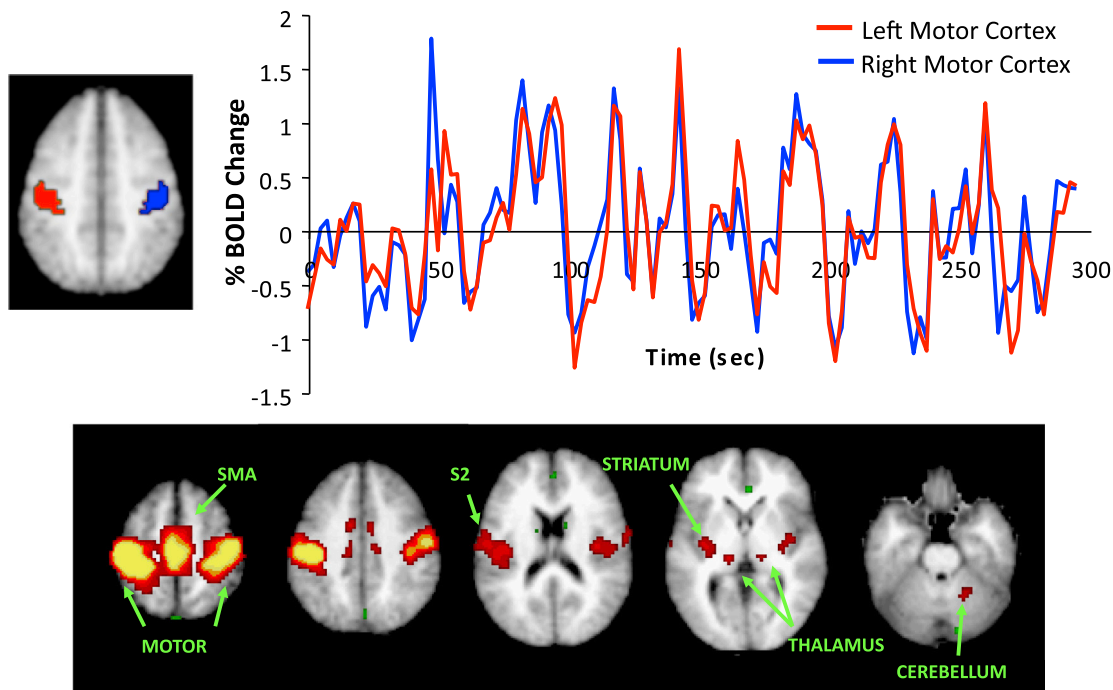 2
1.5
1
0.5
0
-0.5
-1
-1.5
% BOLD Change
Left Motor Cortex
Right Motor Cortex
0
50
100
150
200
250
300
Time (sec)
SMA
S2
STRIATUM
MOTOR
THALAMUS
CEREBELLUM